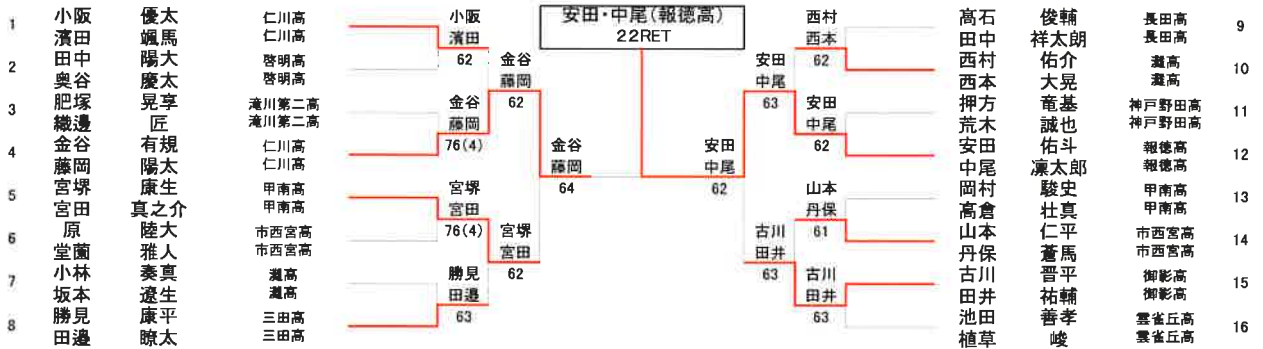 安田・中尾(報徳高)
22RET
1 小阪 優太 仁川高
濱田 颯馬 仁川高
2 田中 陽大 啓明高
奥谷 慶太 啓明高
3 肥塚 晃享 滝川第二高
織邊 匠 滝川第二高
4 金谷 有規 仁川高
藤岡 陽太 仁川高
5 宮堺 康生 甲南高
宮田 真之介 甲南高
6 原 陸大 市西宮高
堂薗 雅人 市西宮高
7 小林 奏真 灘高
坂本 遼生 灘高
8 勝見 康平 三田高
田邉 瞭太 三田高
小阪
濱田
62
金谷
藤岡
76(4)
宮堺
宮田
76(4)
勝見
田邉
63
金谷
藤岡
62
宮堺
宮田
62
金谷
藤岡
64
安田
中尾
62
安田
中尾
63
古川
田井
63
西村
西本
62
安田
中尾
62
山本
丹保
61
古川
田井
63
髙石 俊輔 長田高 9
田中 祥太朗 長田高
西村 佑介 灘高 10
西本 大晃 灘高
押方 竜基 神戸野田高 11
荒木 誠也 神戸野田高
安田 佑斗 報徳高 12
中尾 凛太郎 報徳高
岡村 駿史 甲南高 13
高倉 壮真 甲南高
山本 仁平 市西宮高 14
丹保 蒼馬 市西宮高
古川 晋平 御影高 15
田井 祐輔 御影高
池田 善孝 雲雀丘高 16
植草 峻 雲雀丘高